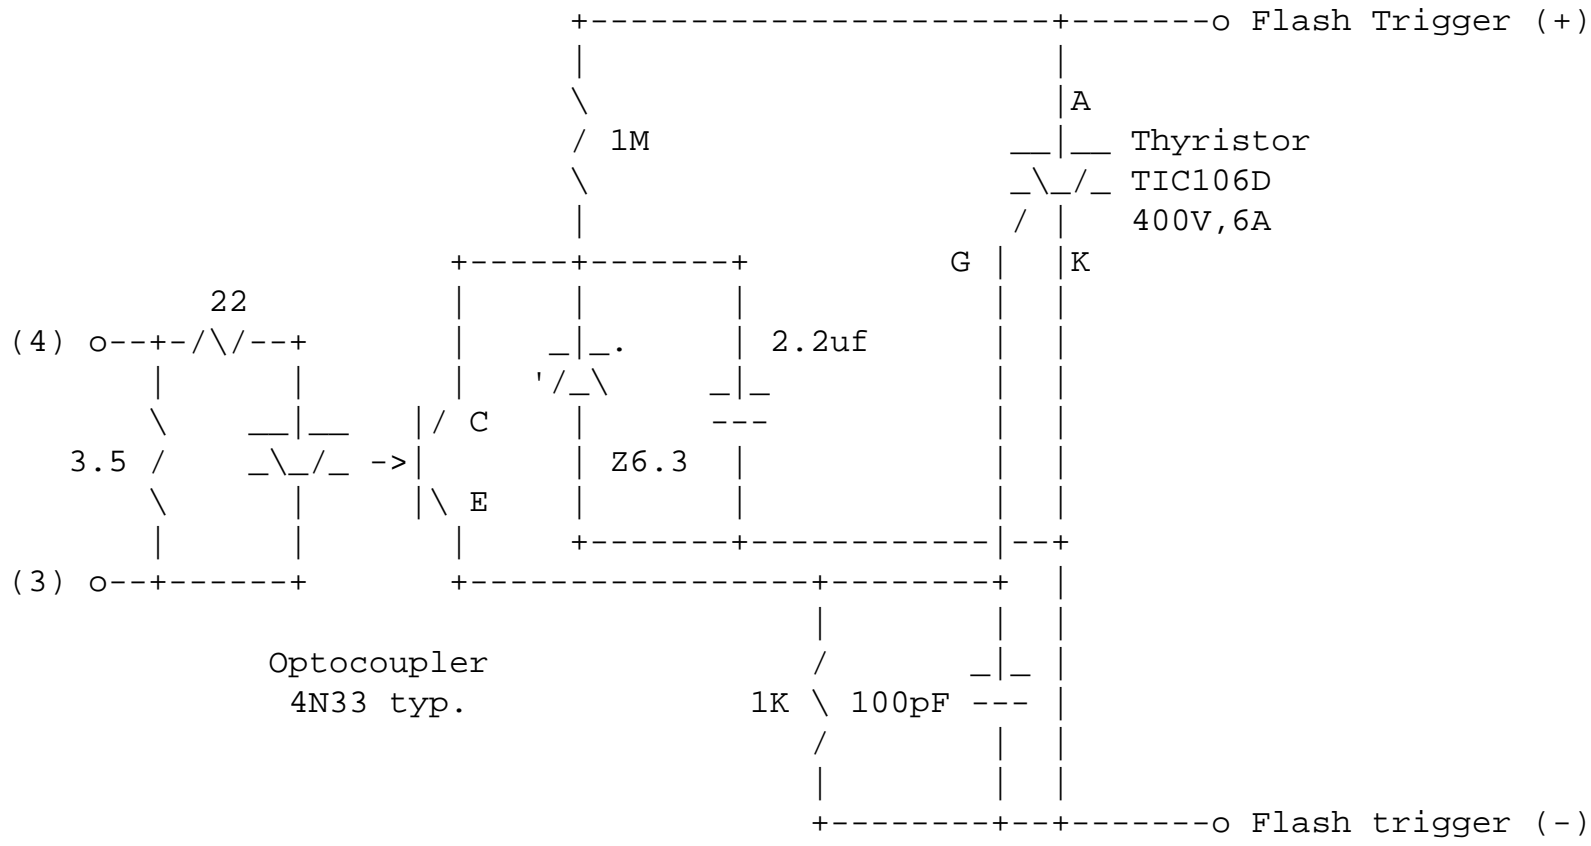 Flash Trigger (+)
A
1M
Thyristor
TIC106D
400V,6A
G
K
22
(4)
2.2uf
C
3.5
Z6.3
E
(3)
Optocoupler
4N33 typ.
1K
100pF
Flash trigger (-)